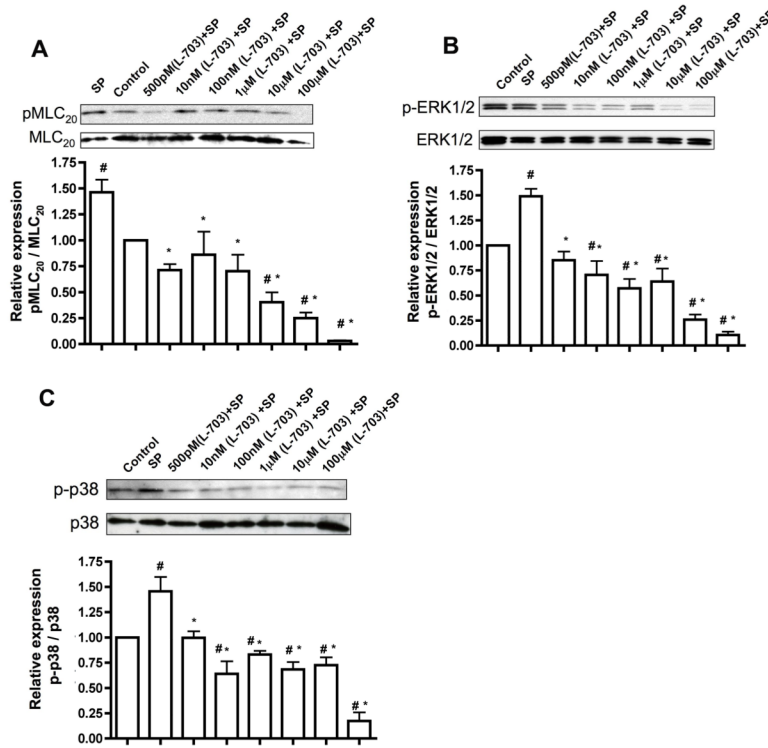 A
SP
Control
500pM(L-703)+SP
10nM (L-703) +SP
100nM (L-703) +SP
1µM (L-703) +SP
10µM (L-703) +SP
100µM (L-703)+SP
pMLC20
MLC20
Relative expression
pMLC20 / MLC20
1.75
1.50
1.25
1.00
0.75
0.50
0.25
0.00
#
*
*
*
# *
# *
# *
B
Control
SP
500pM(L-703)+SP
10nM (L-703) +SP
100nM (L-703) +SP
1µM (L-703) +SP
10µM (L-703) +SP
100µM (L-703)+SP
p-ERK1/2
ERK1/2
Relative expression
p-ERK1/2 / ERK1/2
1.75
1.50
1.25
1.00
0.75
0.50
0.25
0.00
#
*
# *
# *
# *
# *
# *
C
Control
SP
500pM(L-703)+SP
10nM (L-703) +SP
100nM (L-703) +SP
1µM (L-703) +SP
10µM (L-703) +SP
100µM (L-703)+SP
p-p38
p38
Relative expression
p-p38 / p38
1.75
1.50
1.25
1.00
0.75
0.50
0.25
0.00
#
*
# *
# *
# *
# *
# *